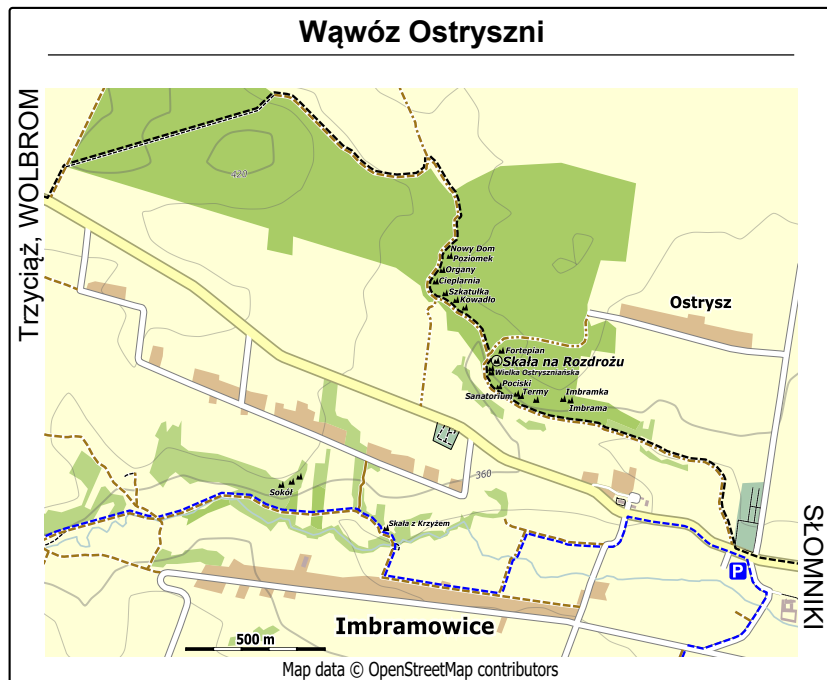 Wąwóz Ostryszni
Trzyciąż, WOLBROM
420
Nowy Dom
Poziomek
Organy
Cieplarnia
Szkatułka
Kowadło
Ostrysz
Fortepian
Skała na Rozdrożu
Wielka Ostryszniańska
Pociski
Sanatorium
Termy
Imbramka
Imbrama
360
Sokół
Skała z Krzyżem
SŁOMNIKI
P
Imbramowice
500 m
Map data © OpenStreetMap contributors